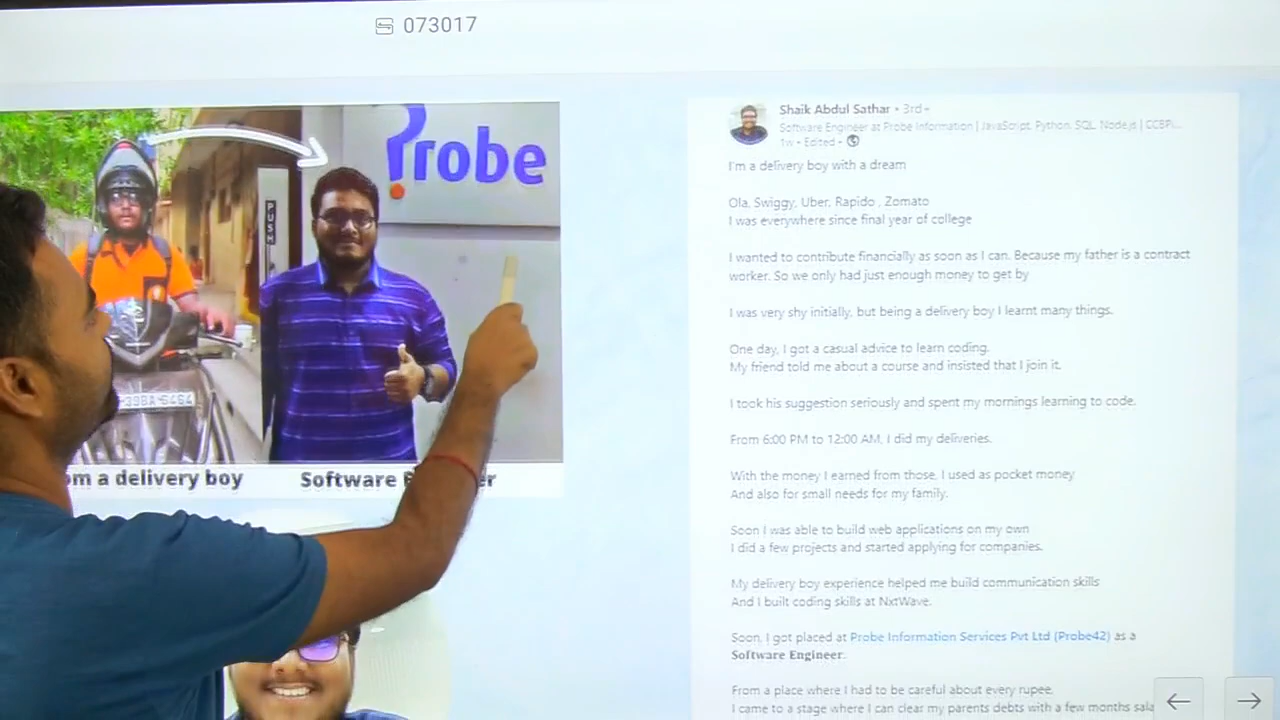 073017
Probe
PUSH
om a delivery boy
Software
Shaik Abdul Sathar • 3rd+
Software Engineer at Probe Information | JavaScript, Python, SQL, Node.js | CCBP...
1w • Edited •
I'm a delivery boy with a dream
Ola, Swiggy, Uber, Rapido , Zomato
I was everywhere since final year of college
I wanted to contribute financially as soon as I can. Because my father is a contract
worker. So we only had just enough money to get by
I was very shy initially, but being a delivery boy I learnt many things.
One day, I got a casual advice to learn coding.
My friend told me about a course and insisted that I join it.
I took his suggestion seriously and spent my mornings learning to code.
From 6:00 PM to 12:00 AM, I did my deliveries.
With the money I earned from those, I used as pocket money
And also for small needs for my family.
Soon I was able to build web applications on my own
I did a few projects and started applying for companies.
My delivery boy experience helped me build communication skills
And I built coding skills at NxtWave.
Soon, I got placed at Probe Information Services Pvt Ltd (Probe42) as a
Software Engineer.
From a place where I had to be careful about every rupee,
I came to a stage where I can clear my parents debts with a few months